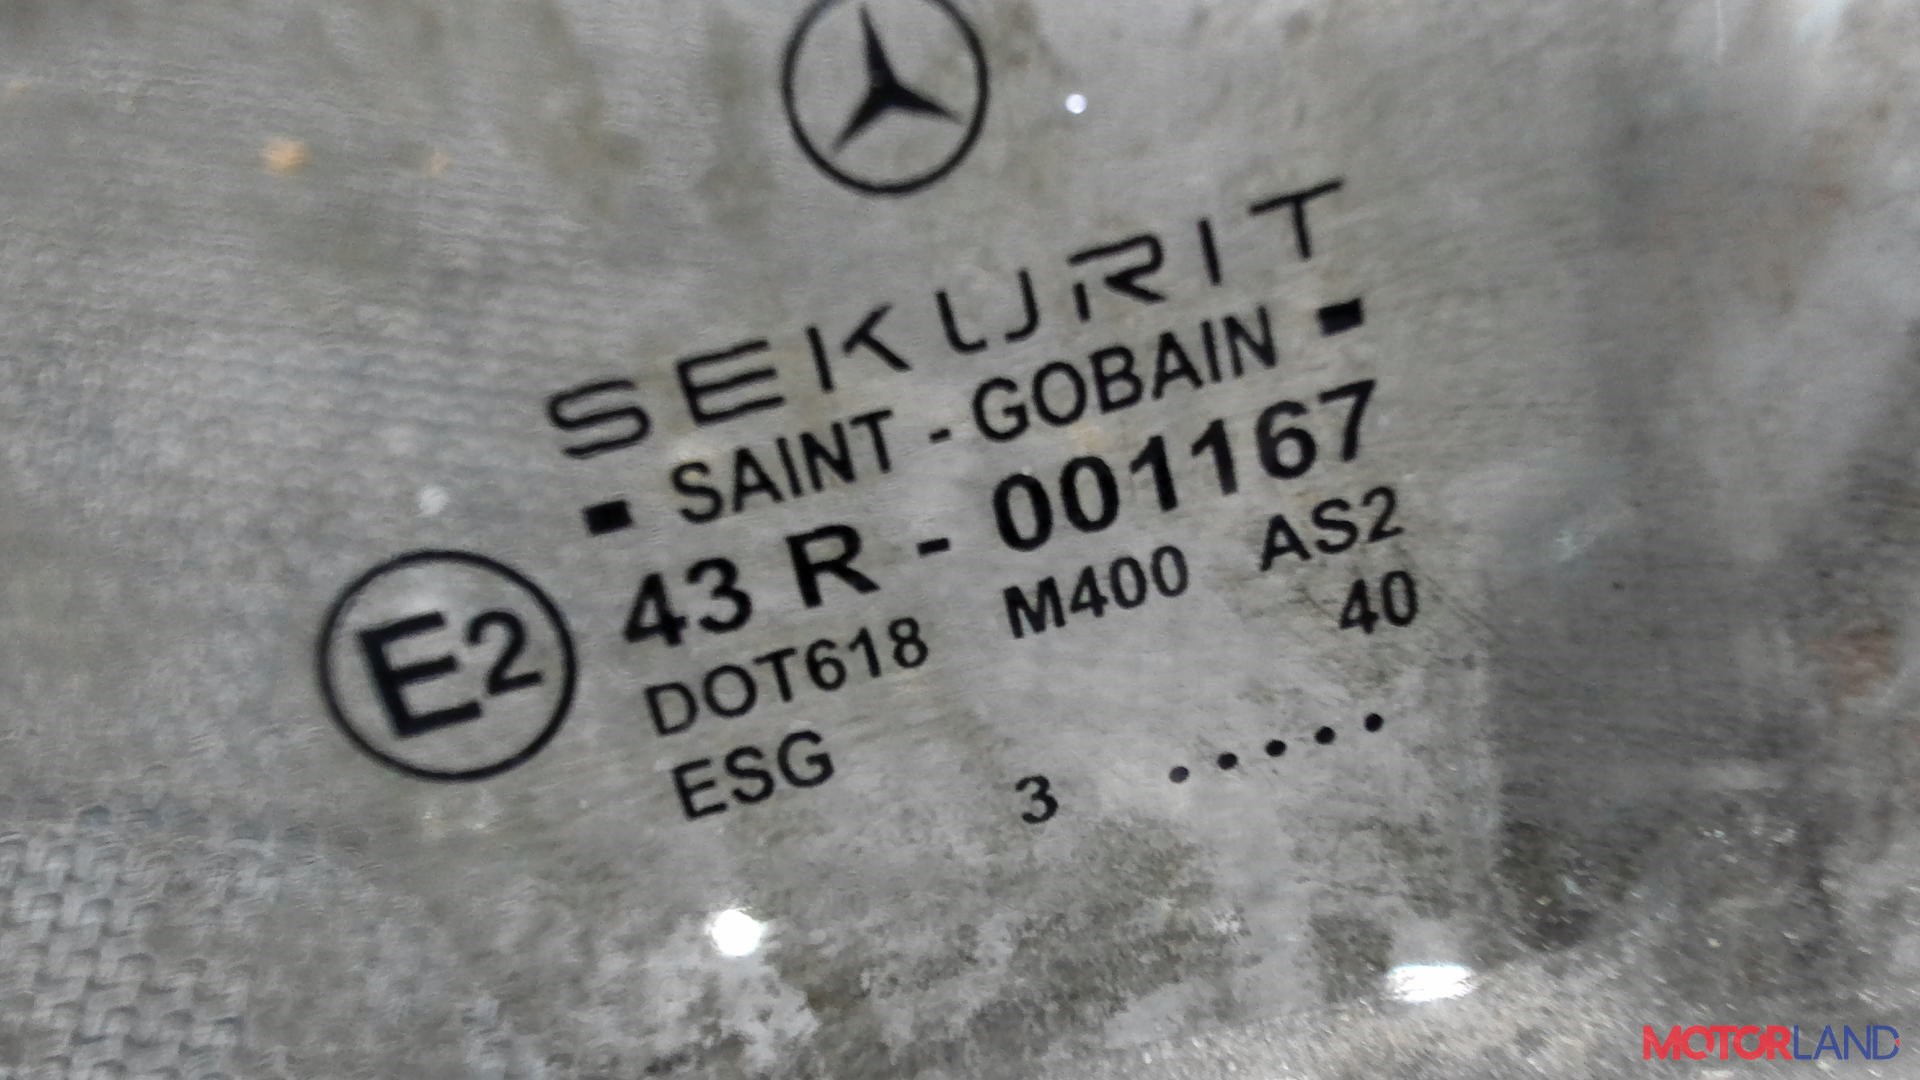 SEKURIT
▪ SAINT - GOBAIN ▪
E2 43 R - 001167
DOT618 M400 AS2
40
ESG 3 .....
MOTORLAND